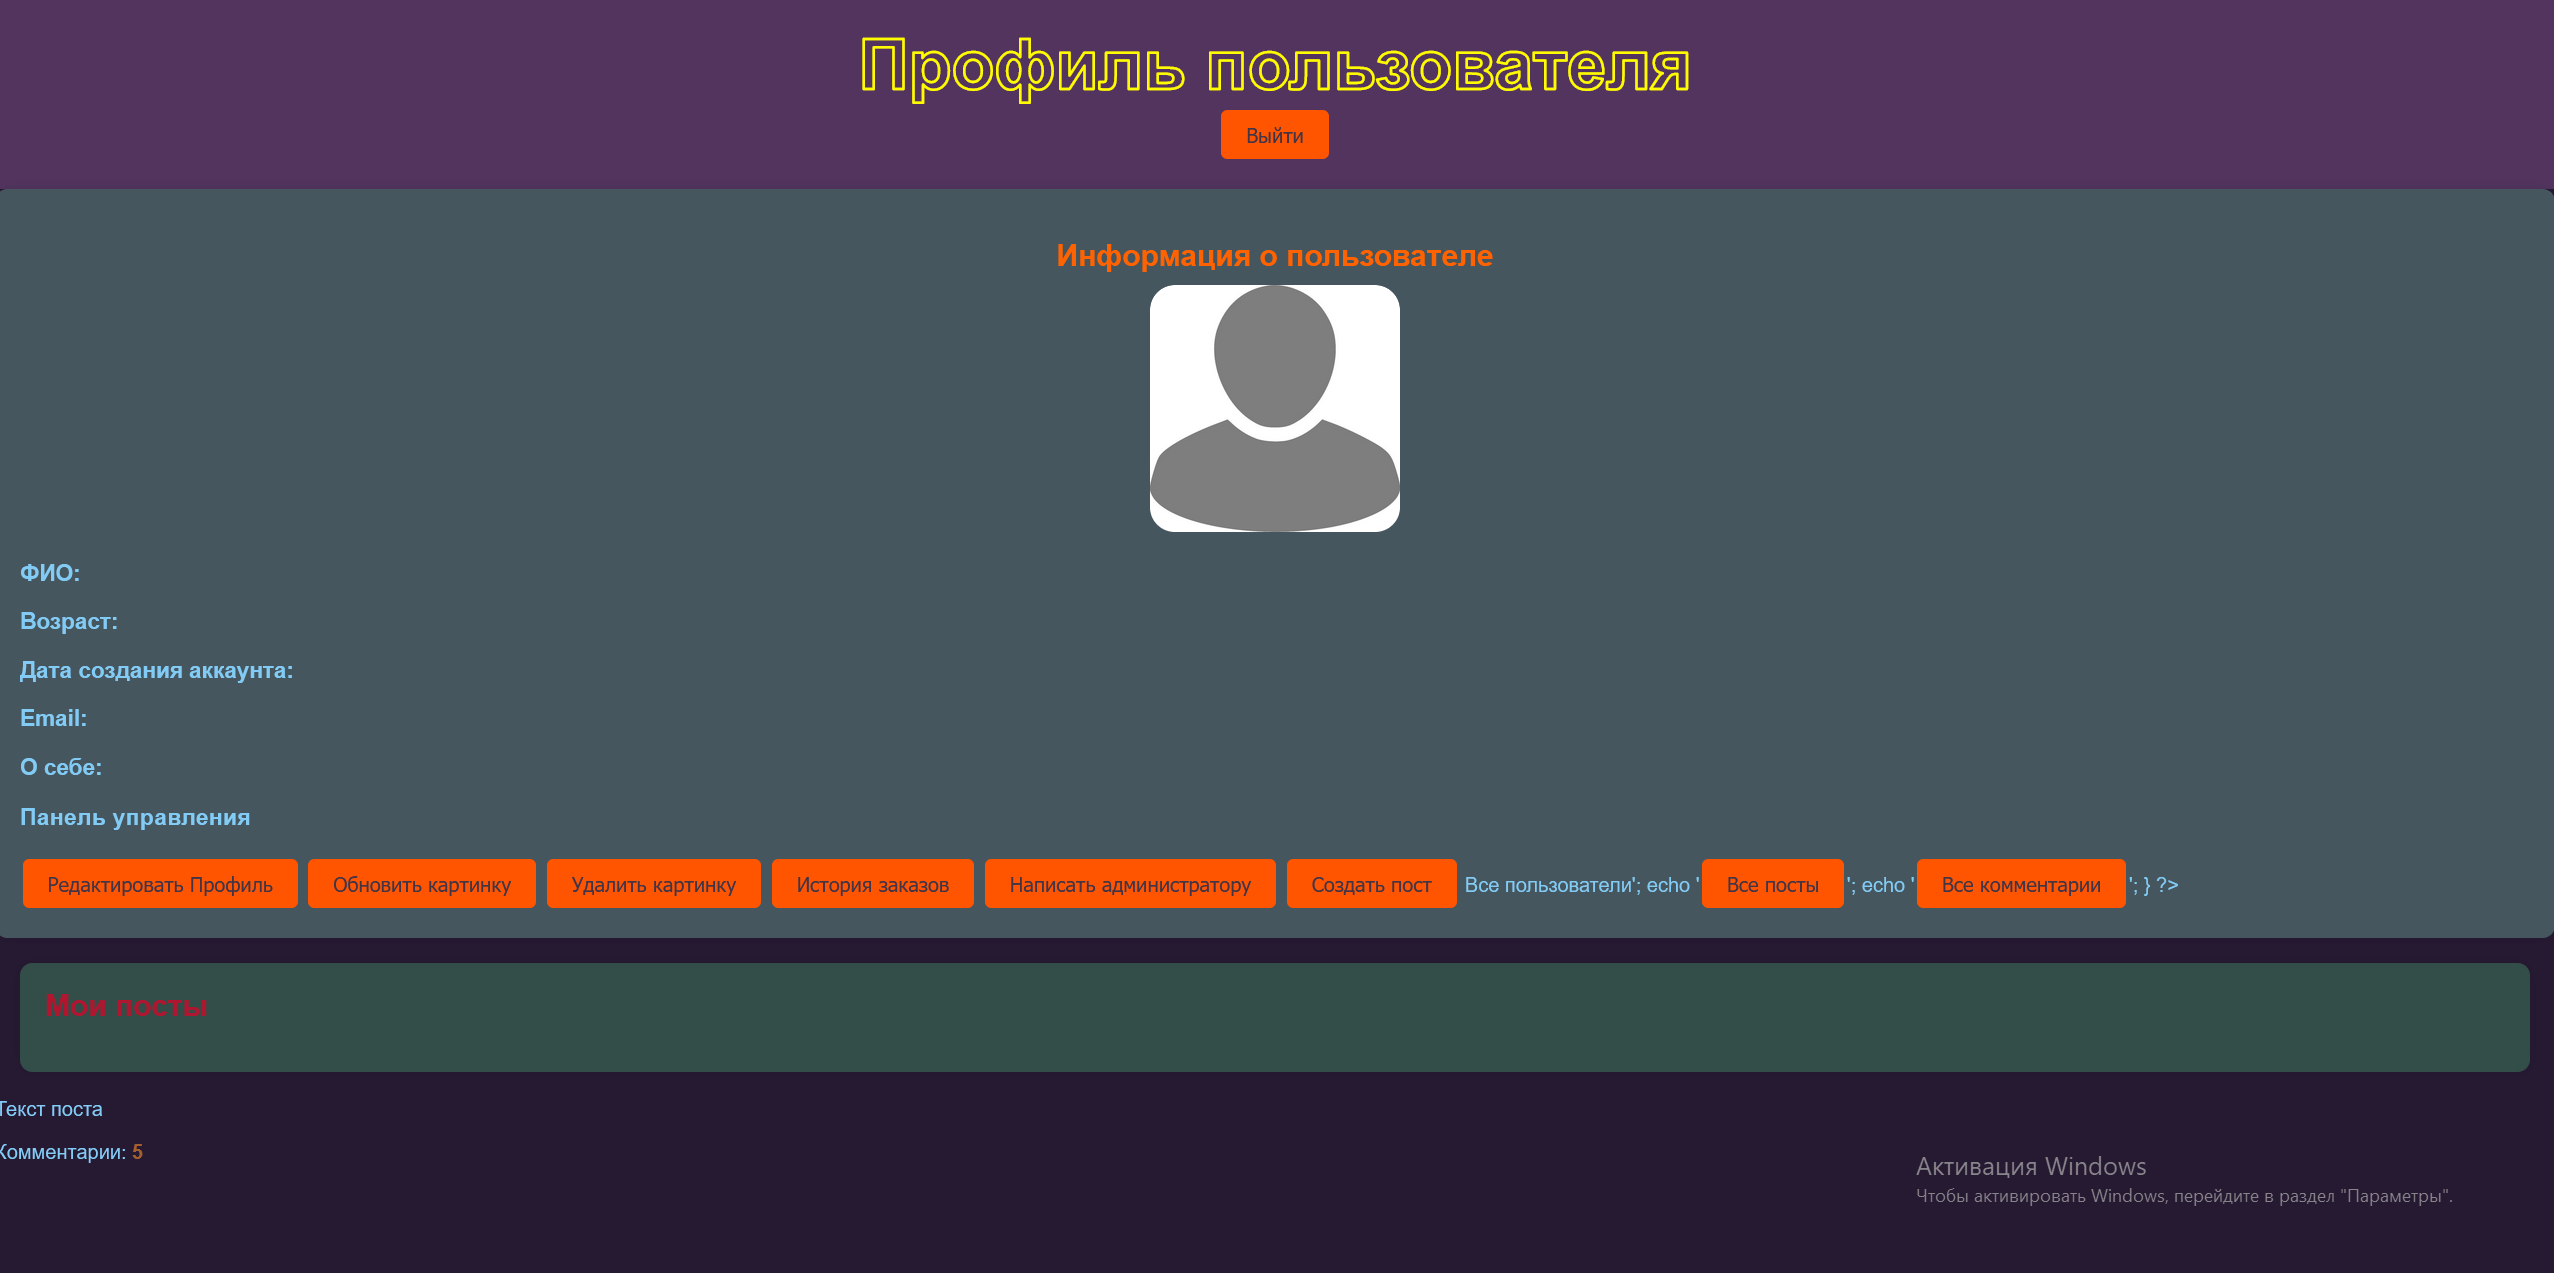 Профиль пользователя
Выйти
Информация о пользователе
ФИО:
Возраст:
Дата создания аккаунта:
Email:
О себе:
Панель управления
Редактировать Профиль Обновить картинку Удалить картинку История заказов Написать администратору Создать пост Все пользователи'; echo ' Все посты '; echo ' Все комментарии '; } ?>
Мои посты
Текст поста
Комментарии: 5
Активация Windows
Чтобы активировать Windows, перейдите в раздел "Параметры".